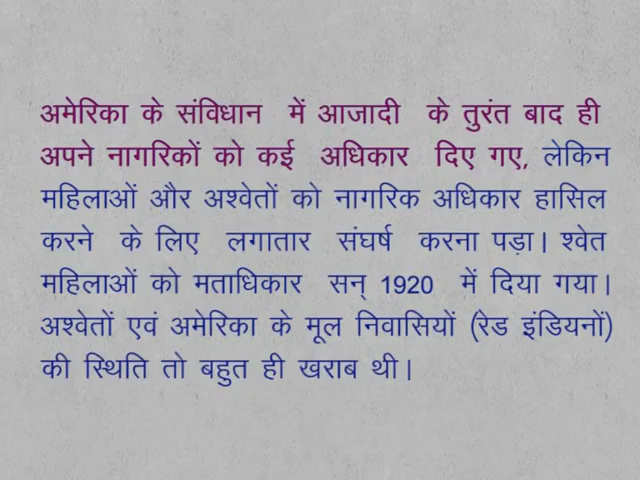 अमेरिका के संविधान में आजादी के तुरंत बाद ही
अपने नागरिकों को कई अधिकार दिए गए, लेकिन
महिलाओं और अश्वेतों को नागरिक अधिकार हासिल
करने के लिए लगातार संघर्ष करना पड़ा। श्वेत
महिलाओं को मताधिकार सन् 1920 में दिया गया।
अश्वेतों एवं अमेरिका के मूल निवासियों (रेड इंडियनों)
की स्थिति तो बहुत ही खराब थी।